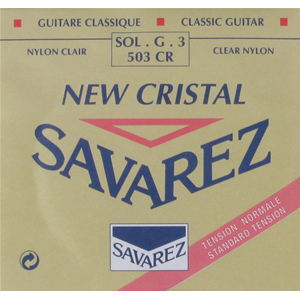 GUITARE CLASSIQUE CLASSIC GUITAR
NYLON CLAIR SOL . G . 3 CLEAR NYLON
503 CR
NEW CRISTAL
SAVAREZ
TENSION NORMALE
STANDARD TENSION
SAVAREZ